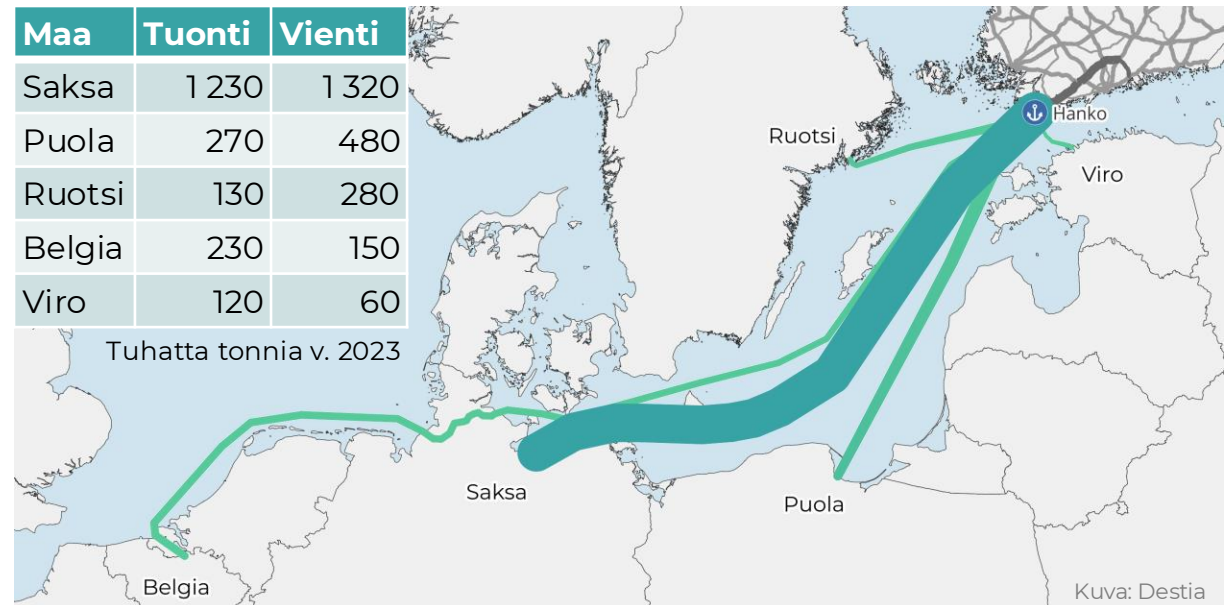 Maa Tuonti Vienti
Saksa 1 230 1 320
Puola 270 480
Ruotsi 130 280
Belgia 230 150
Viro 120 60
Tuhatta tonnia v. 2023
Hanko
Ruotsi
Viro
Saksa
Puola
Belgia
Kuva: Destia